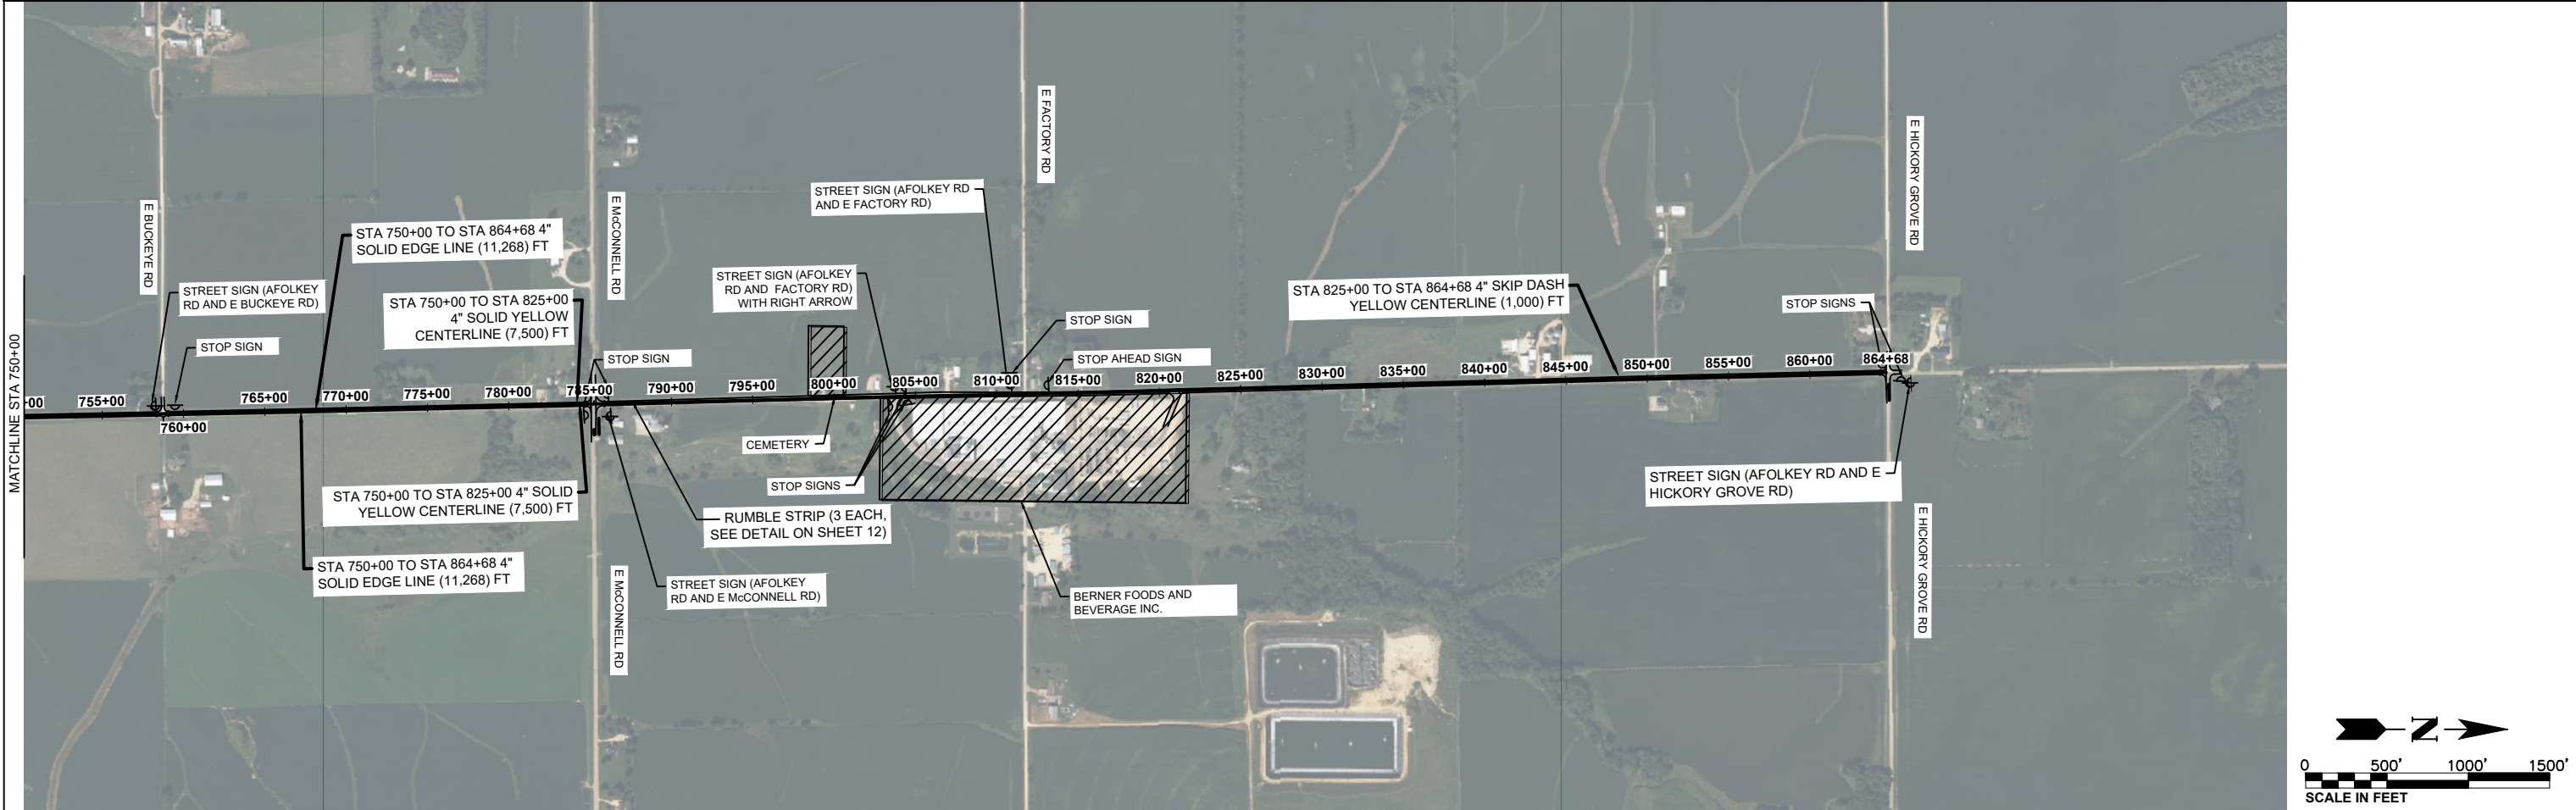 MATCHLINE STA 750+00
E BUCKEYE RD
STREET SIGN (AFOLKEY
RD AND E BUCKEYE RD)
STOP SIGN
STA 750+00 TO STA 864+68 4"
SOLID EDGE LINE (11,268) FT
STA 750+00 TO STA 825+00
4" SOLID YELLOW
CENTERLINE (7,500) FT
E McCONNELL RD
STOP SIGN
STREET SIGN (AFOLKEY
RD AND FACTORY RD)
WITH RIGHT ARROW
STREET SIGN (AFOLKEY RD
AND E FACTORY RD)
E FACTORY RD
STOP SIGN
STOP AHEAD SIGN
STA 825+00 TO STA 864+68 4" SKIP DASH
YELLOW CENTERLINE (1,000) FT
STOP SIGNS
E HICKORY GROVE RD
00
755+00
760+00
765+00
770+00
775+00
780+00
785+00
790+00
795+00
800+00
805+00
810+00
815+00
820+00
825+00
830+00
835+00
840+00
845+00
850+00
855+00
860+00
864+68
CEMETERY
STOP SIGNS
STA 750+00 TO STA 825+00 4" SOLID
YELLOW CENTERLINE (7,500) FT
RUMBLE STRIP (3 EACH,
SEE DETAIL ON SHEET 12)
STA 750+00 TO STA 864+68 4"
SOLID EDGE LINE (11,268) FT
E McCONNELL RD
STREET SIGN (AFOLKEY
RD AND E McCONNELL RD)
BERNER FOODS AND
BEVERAGE INC.
STREET SIGN (AFOLKEY RD AND E
HICKORY GROVE RD)
E HICKORY GROVE RD
N
0 500' 1000' 1500'
SCALE IN FEET